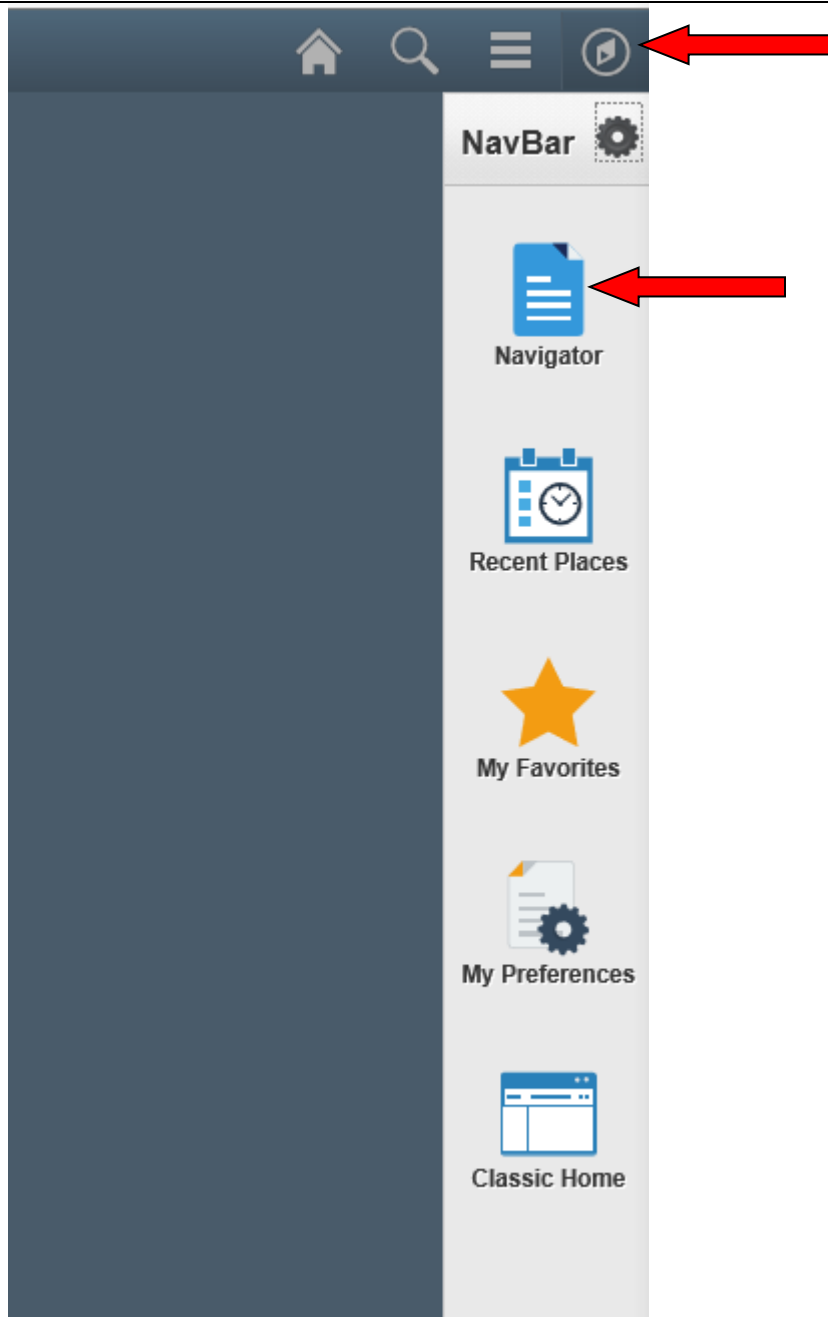 NavBar
Navigator
Recent Places
My Favorites
My Preferences
Classic Home